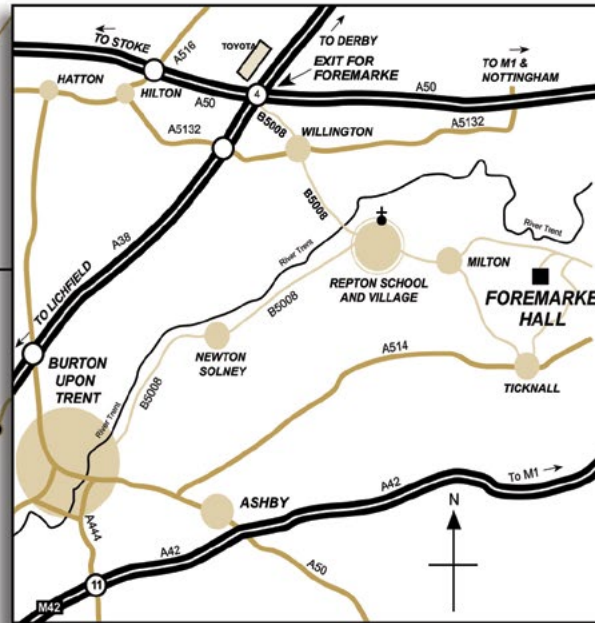 TO STOKE
A516
TOYOTA
TO DERBY
EXIT FOR
FOREMARKE
TO M1 &
NOTTINGHAM
HATTON
HILTON
A50
4
A50
A5132
B5008
WILLINGTON
A5132
B5008
A38
River Trent
River Trent
REPTON SCHOOL
AND VILLAGE
MILTON
FOREMARKE
HALL
TO LICHFIELD
B5008
NEWTON
SOLNEY
A514
TICKNALL
BURTON
UPON
TRENT
B5008
River Trent
ASHBY
A42
To M1
N
A444
A42
A50
11
M42